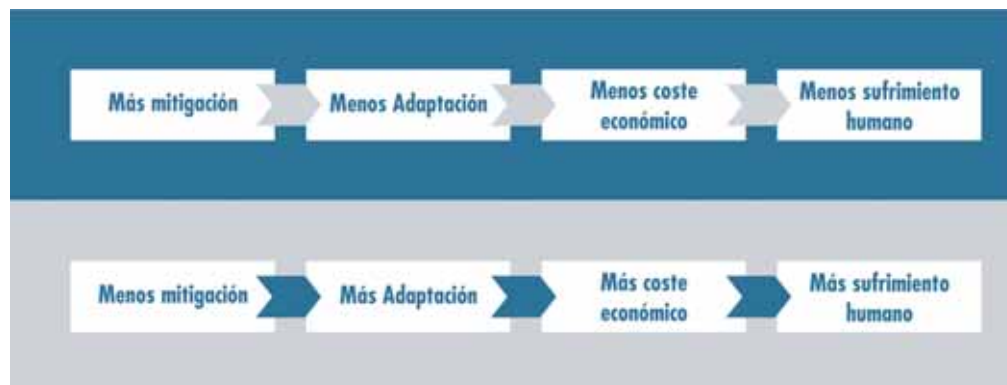 Más mitigación
Menos Adaptación
Menos coste
económico
Menos sufrimiento
humano
Menos mitigación
Más Adaptación
Más coste
económico
Más sufrimiento
humano